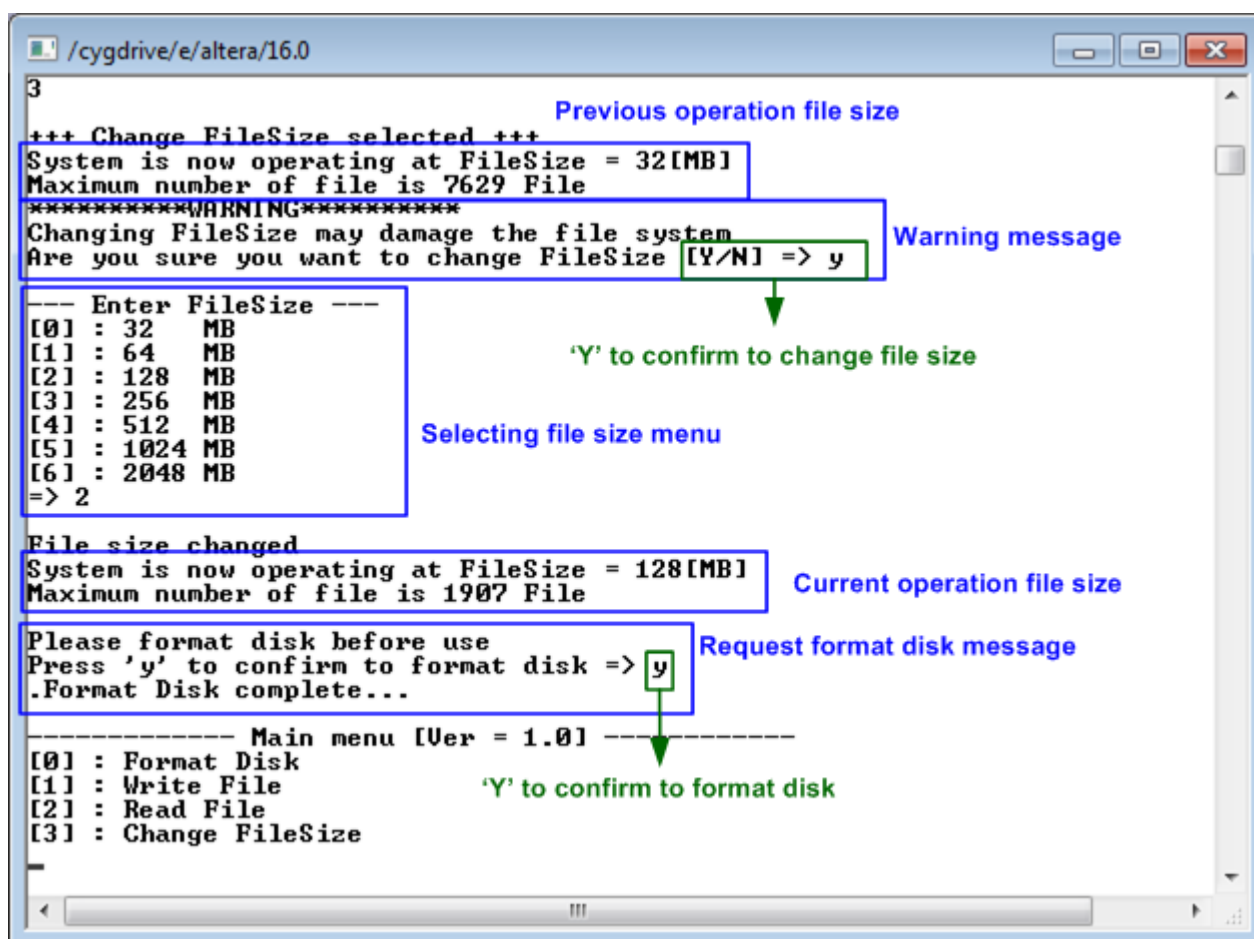 /cygdrive/e/altera/16.0
3
Previous operation file size
+++ Change FileSize selected +++
System is now operating at FileSize = 32[MB]
Maximum number of file is 7629 File
**********WARNING**********
Changing FileSize may damage the file system
Warning message
Are you sure you want to change FileSize [Y/N] => y
--- Enter FileSize ---
[0] : 32 MB
[1] : 64 MB
‘Y’ to confirm to change file size
[2] : 128 MB
[3] : 256 MB
[4] : 512 MB
Selecting file size menu
[5] : 1024 MB
[6] : 2048 MB
=> 2
File size changed
System is now operating at FileSize = 128[MB]
Current operation file size
Maximum number of file is 1907 File
Please format disk before use
Request format disk message
Press 'y' to confirm to format disk => y
.Format Disk complete...
------------- Main menu [Ver = 1.0] ------------
[0] : Format Disk
[1] : Write File
‘Y’ to confirm to format disk
[2] : Read File
[3] : Change FileSize